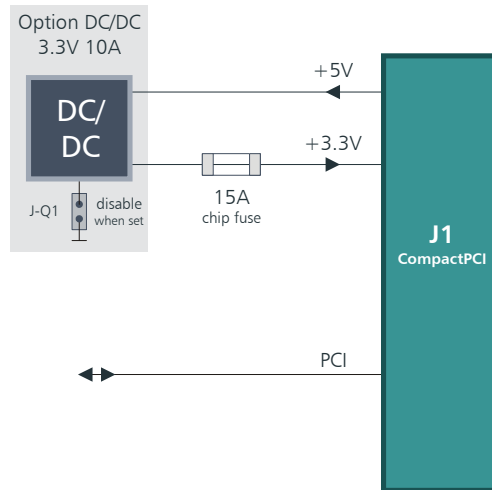 Option DC/DC
3.3V 10A
DC/
DC
+5V
+3.3V
15A
chip fuse
J-Q1
disable
when set
J1
CompactPCI
PCI